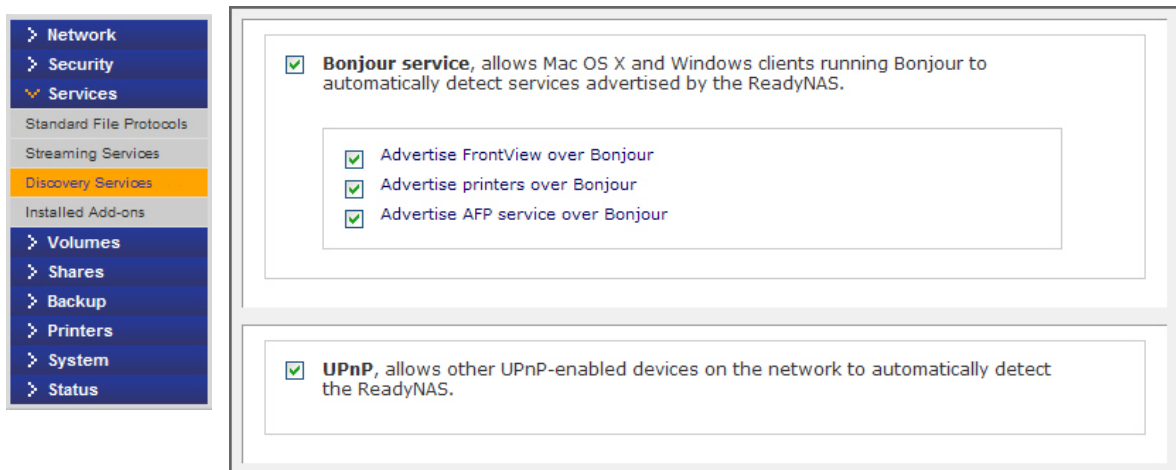 Network
Security
Services
Standard File Protocols
Streaming Services
Discovery Services
Installed Add-ons
Volumes
Shares
Backup
Printers
System
Status
Bonjour service, allows Mac OS X and Windows clients running Bonjour to
automatically detect services advertised by the ReadyNAS.
Advertise FrontView over Bonjour
Advertise printers over Bonjour
Advertise AFP service over Bonjour
UPnP, allows other UPnP-enabled devices on the network to automatically detect
the ReadyNAS.